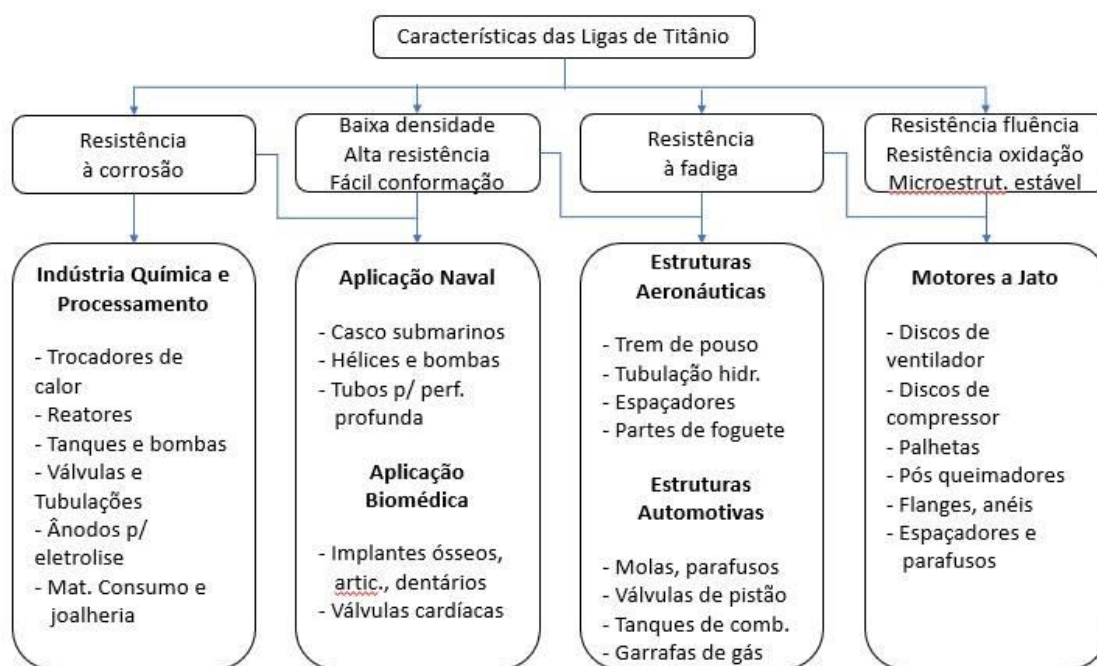 Características das Ligas de Titânio
Resistência
à corrosão
Baixa densidade
Alta resistência
Fácil conformação
Resistência
à fadiga
Resistência fluência
Resistência oxidação
Microestrut. estável
Indústria Química e
Processamento
- Trocadores de
calor
- Reatores
- Tanques e bombas
- Válvulas e
Tubulações
- Ânodos p/
eletrolise
- Mat. Consumo e
joalheria
Aplicação Naval
- Casco submarinos
- Hélices e bombas
- Tubos p/ perf.
profunda
Aplicação
Biomédica
- Implantes ósseos,
artic., dentários
- Válvulas cardíacas
Estruturas
Aeronáuticas
- Trem de pouso
- Tubulação hidr.
- Espaçadores
- Partes de foguete
Estruturas
Automotivas
- Molas, parafusos
- Válvulas de pistão
- Tanques de comb.
- Garrafas de gás
Motores a Jato
- Discos de
ventilador
- Discos de
compressor
- Palhetas
- Pós queimadores
- Flanges, anéis
- Espaçadores e
parafusos